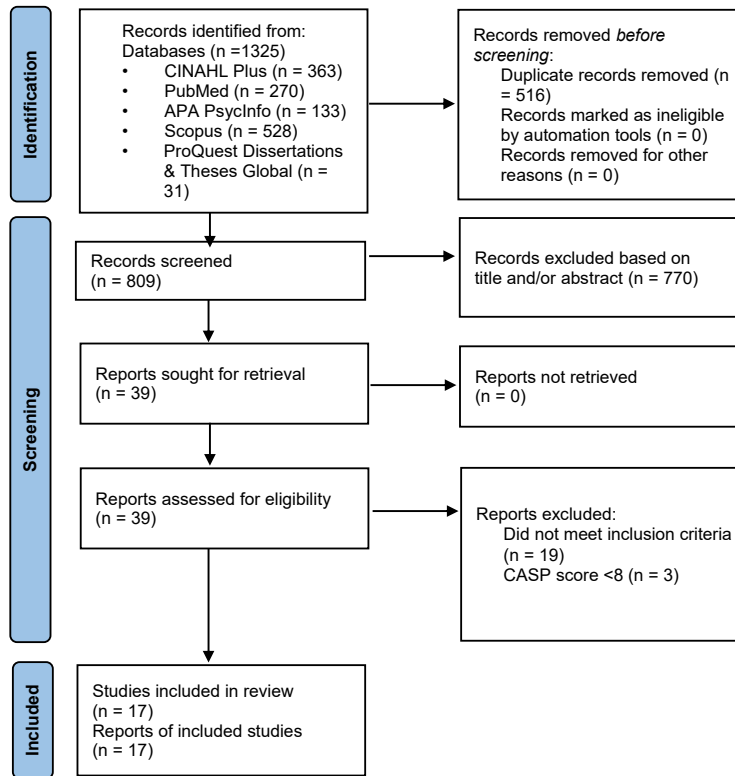 Identification
Records identified from:
Databases (n =1325)
• CINAHL Plus (n = 363)
• PubMed (n = 270)
• APA PsycInfo (n = 133)
• Scopus (n = 528)
• ProQuest Dissertations
& Theses Global (n =
31)
Records removed before
screening:
Duplicate records removed (n
= 516)
Records marked as ineligible
by automation tools (n = 0)
Records removed for other
reasons (n = 0)
Screening
Records screened
(n = 809)
Records excluded based on
title and/or abstract (n = 770)
Reports sought for retrieval
(n = 39)
Reports not retrieved
(n = 0)
Reports assessed for eligibility
(n = 39)
Reports excluded:
Did not meet inclusion criteria
(n = 19)
CASP score <8 (n = 3)
Included
Studies included in review
(n = 17)
Reports of included studies
(n = 17)